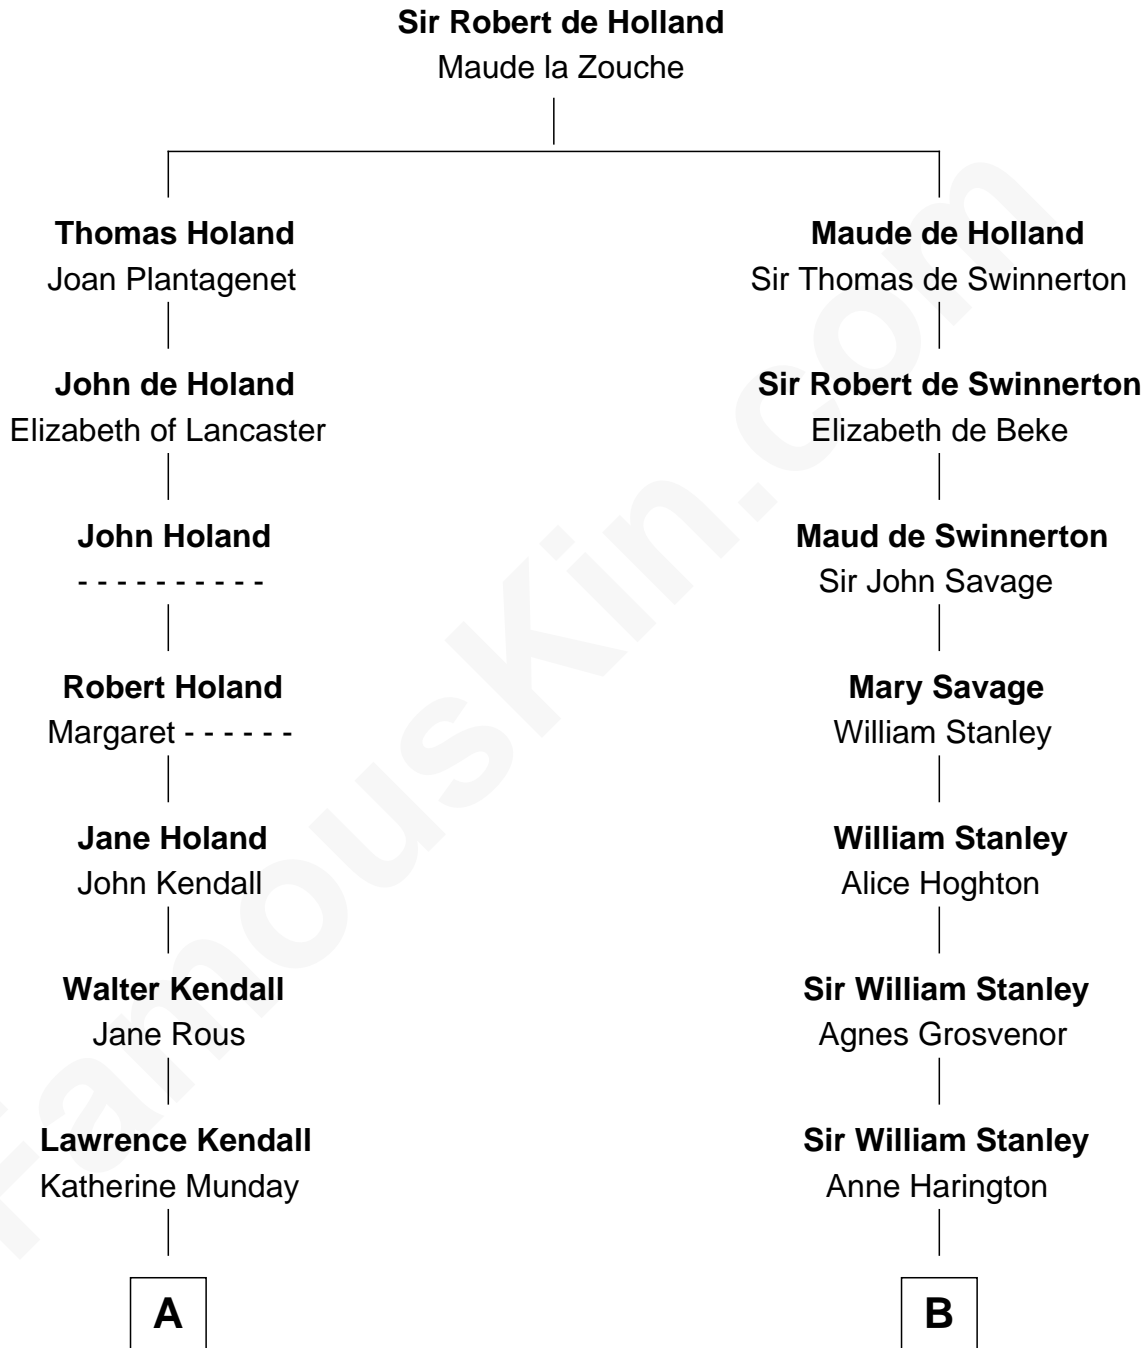 Sir Robert de Holland
Maude la Zouche
Thomas Holand
Joan Plantagenet
Maude de Holland
Sir Thomas de Swinnerton
John de Holand
Elizabeth of Lancaster
Sir Robert de Swinnerton
Elizabeth de Beke
John Holand
- - - - - - - - - -
Maud de Swinnerton
Sir John Savage
Robert Holand
Margaret - - - - - -
Mary Savage
William Stanley
Jane Holand
John Kendall
William Stanley
Alice Hoghton
Walter Kendall
Jane Rous
Sir William Stanley
Agnes Grosvenor
Lawrence Kendall
Katherine Munday
Sir William Stanley
Anne Harington
A
B
FamousKin.com